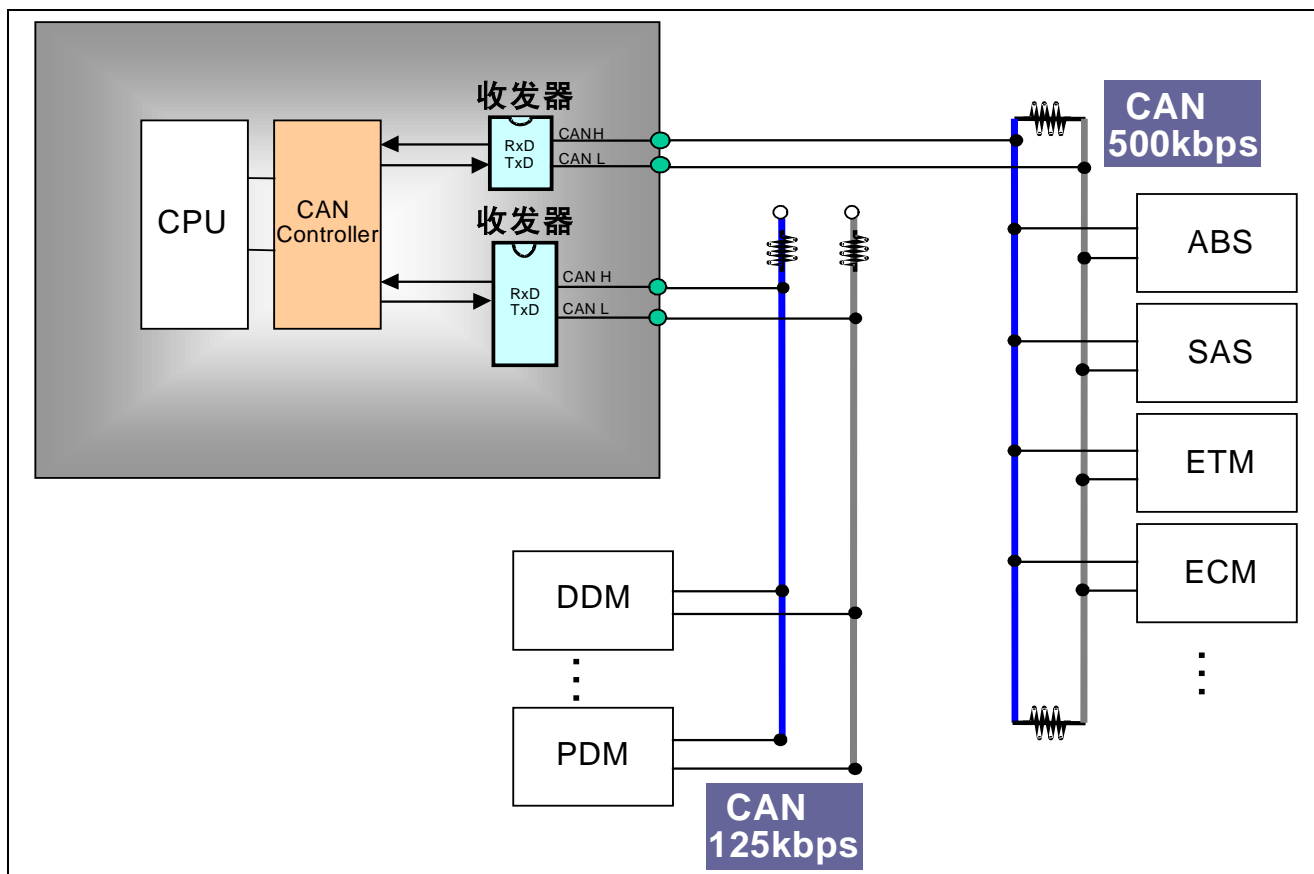 收发器
CANH
RxD
TxD
CAN L
CPU
CAN
Controller
收发器
CAN H
RxD
TxD
CAN L
CAN
500kbps
ABS
SAS
ETM
ECM
DDM
PDM
CAN
125kbps